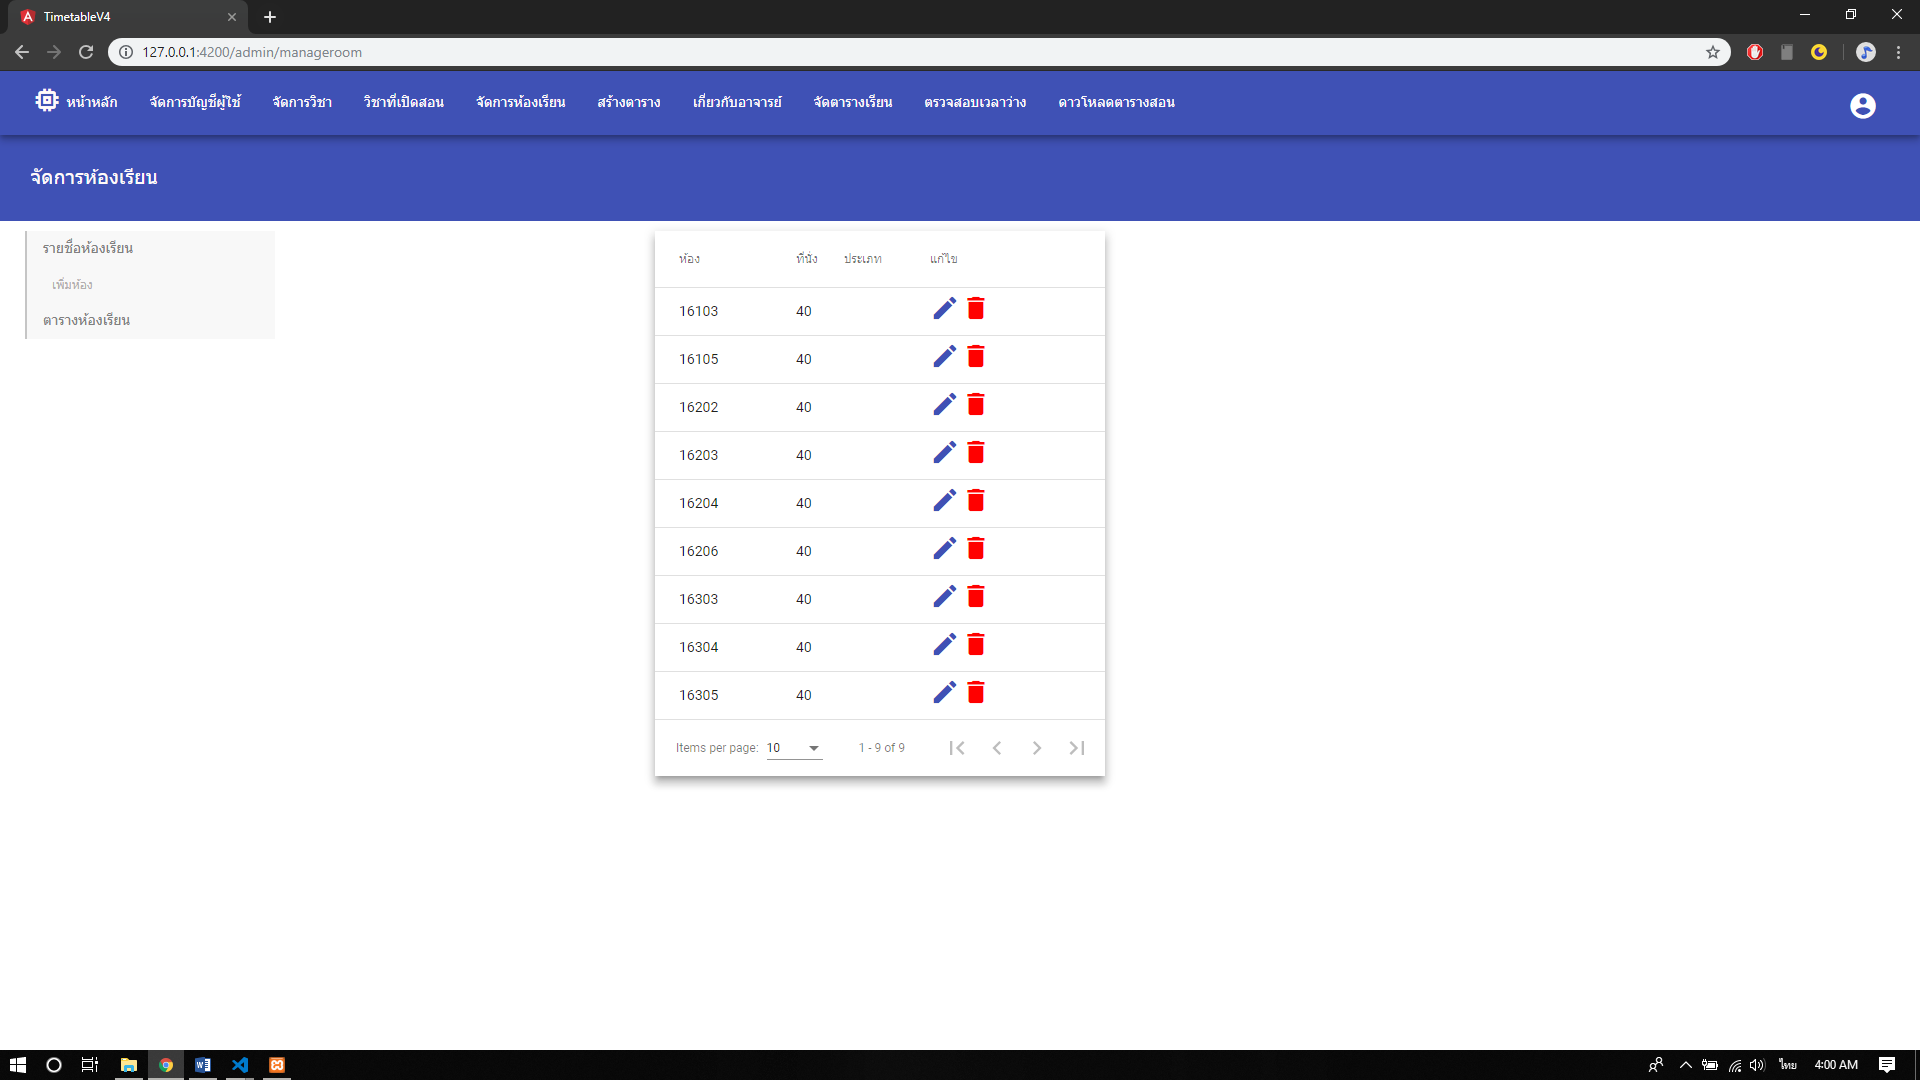 TimetableV4
127.0.0.1:4200/admin/manageroom
หน้าหลัก จัดการบัญชีผู้ใช้ จัดการวิชา วิชาที่เปิดสอน จัดการห้องเรียน สร้างตาราง เกี่ยวกับอาจารย์ จัดตารางเรียน ตรวจสอบเวลาว่าง ดาวโหลดตารางสอน
จัดการห้องเรียน
รายชื่อห้องเรียน
เพิ่มห้อง
ตารางห้องเรียน
ห้อง ที่นั่ง ประเภท แก้ไข
16103 40
16105 40
16202 40
16203 40
16204 40
16206 40
16303 40
16304 40
16305 40
Items per page: 10 1 - 9 of 9
ไทย 4:00 AM